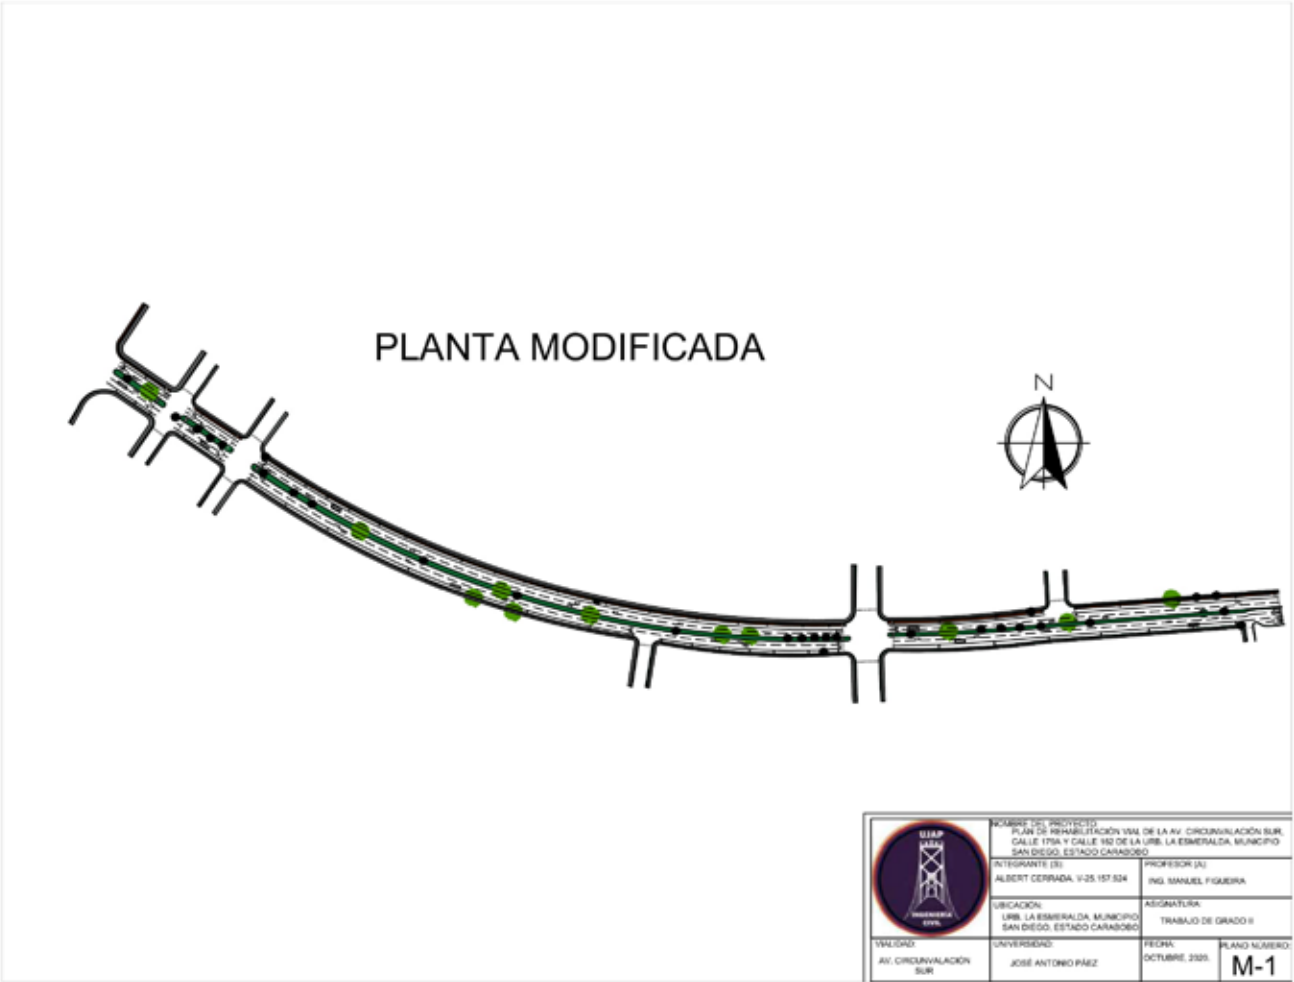 PLANTA MODIFICADA
N
UJAP
INGENIERÍA
CIVIL
NOMBRE DEL PROYECTO:
PLAN DE REHABILITACIÓN VIAL DE LA AV. CIRCUNVALACIÓN SUR,
CALLE 179A Y CALLE 162 DE LA URB. LA ESMERALDA, MUNICIPIO
SAN DIEGO, ESTADO CARABOBO
INTEGRANTE (S):
ALBERT CERRADA. V-25.157.524
PROFESOR (A):
ING. MANUEL FIGUEIRA
UBICACIÓN:
URB. LA ESMERALDA, MUNICIPIO
SAN DIEGO, ESTADO CARABOBO
ASIGNATURA:
TRABAJO DE GRADO II
VIALIDAD:
AV. CIRCUNVALACIÓN
SUR
UNIVERSIDAD:
JOSÉ ANTONIO PÁEZ
FECHA:
OCTUBRE, 2020.
PLANO NÚMERO:
M-1